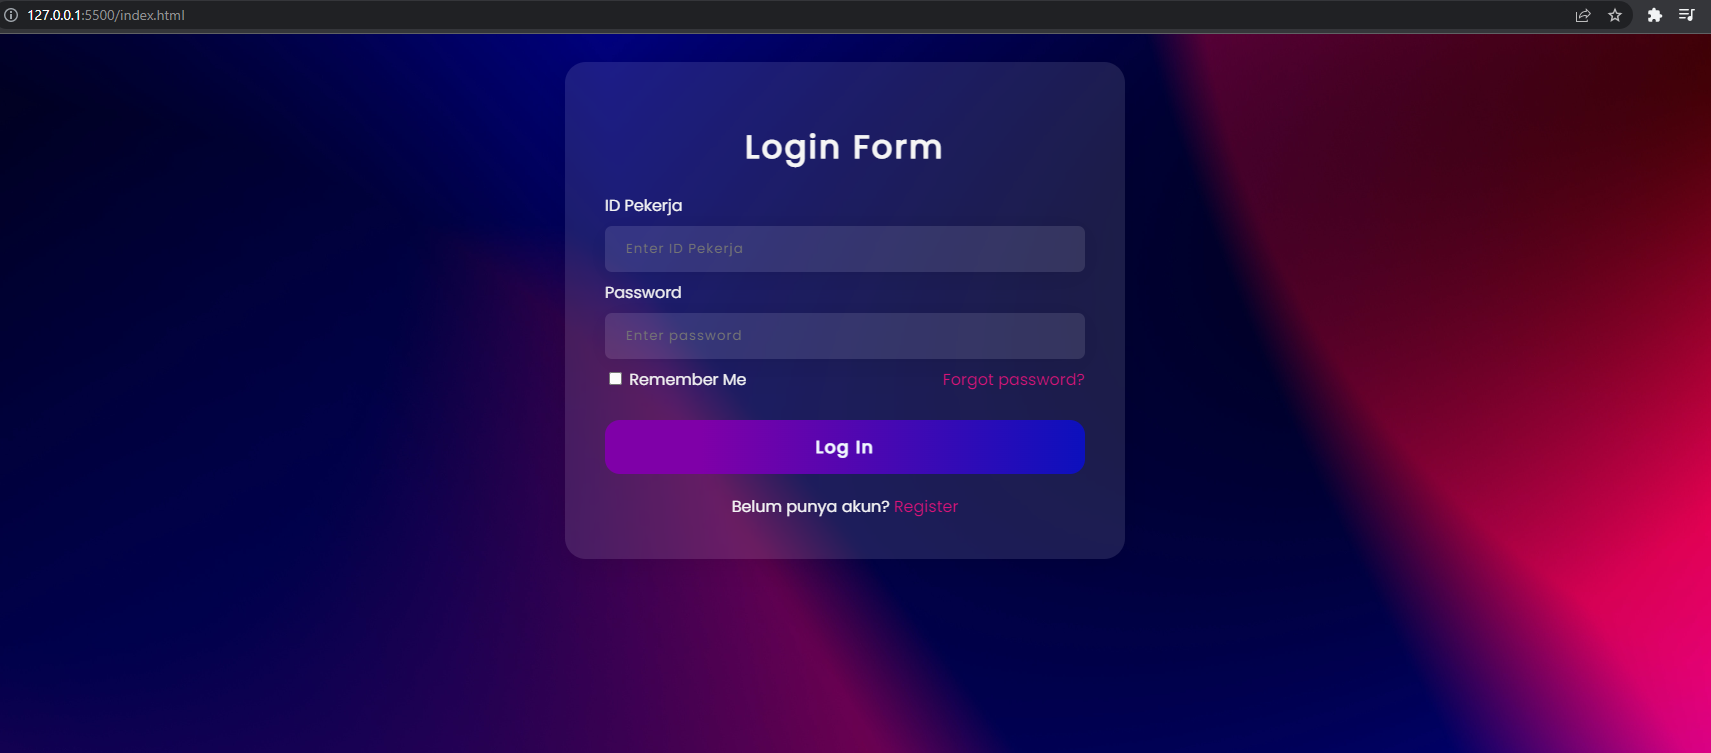 127.0.0.1:5500/index.html
Login Form
ID Pekerja
Enter ID Pekerja
Password
Enter password
Remember Me Forgot password?
Log In
Belum punya akun? Register